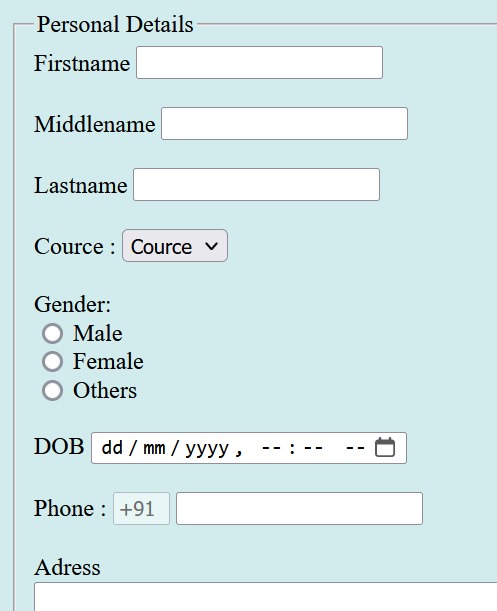 Personal Details
Firstname
Middlename
Lastname
Cource : Cource
Gender:
Male
Female
Others
DOB dd/mm/yyyy, --:-- --
Phone : +91
Adress